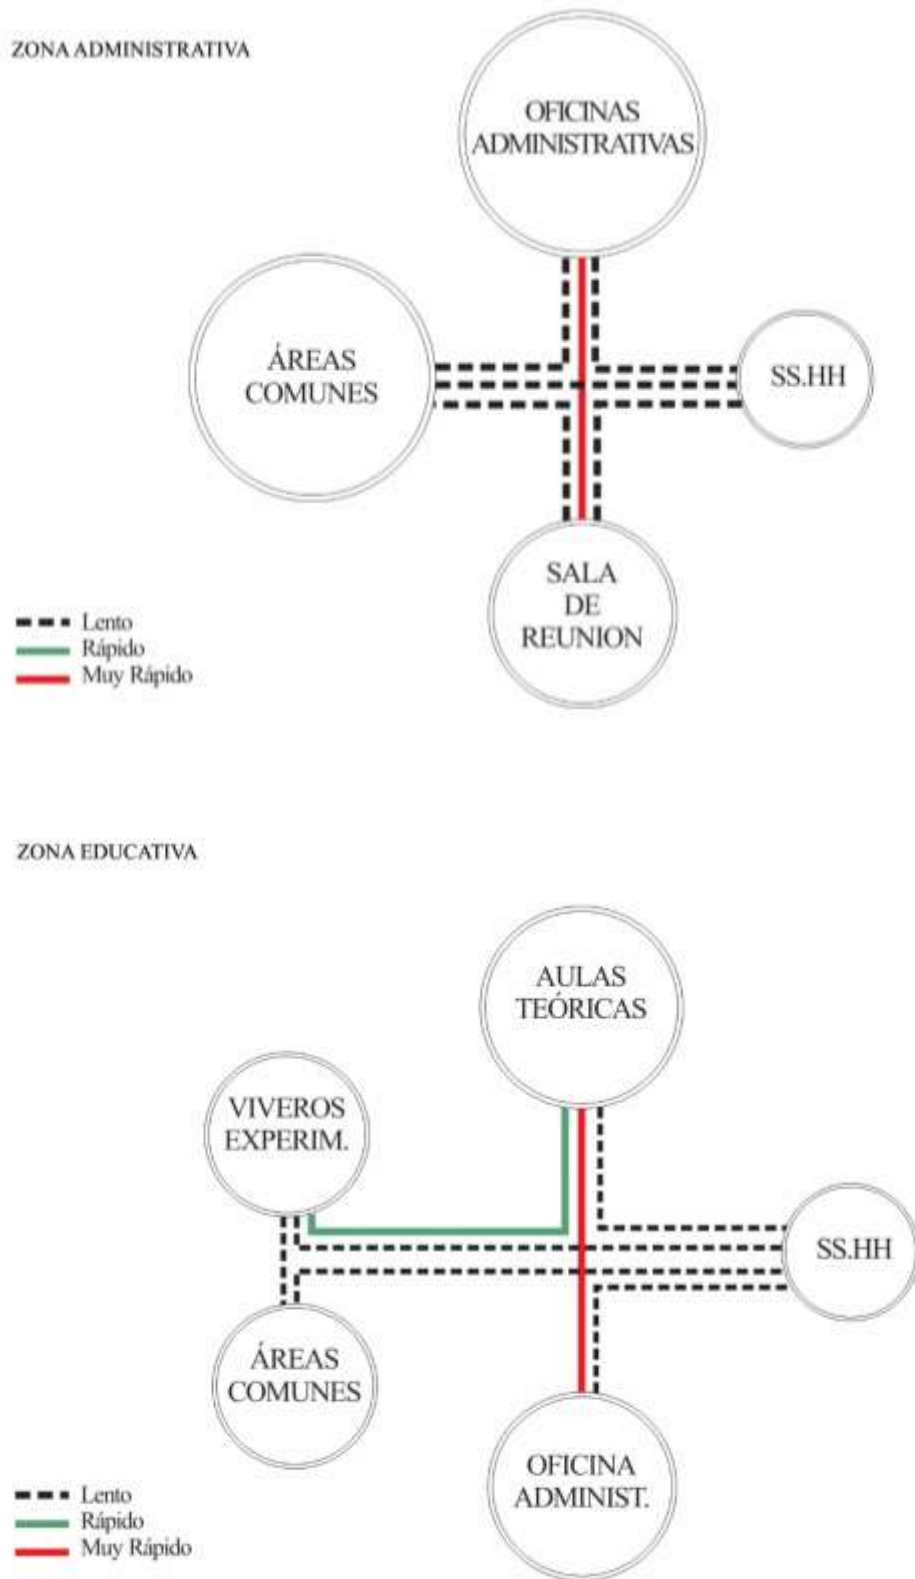 ZONA ADMINISTRATIVA
OFICINAS
ADMINISTRATIVAS
ÁREAS
COMUNES
SS.HH
SALA
DE
REUNION
Lento
Rápido
Muy Rápido
ZONA EDUCATIVA
AULAS
TEÓRICAS
VIVEROS
EXPERIM.
SS.HH
ÁREAS
COMUNES
OFICINA
ADMINIST.
Lento
Rápido
Muy Rápido